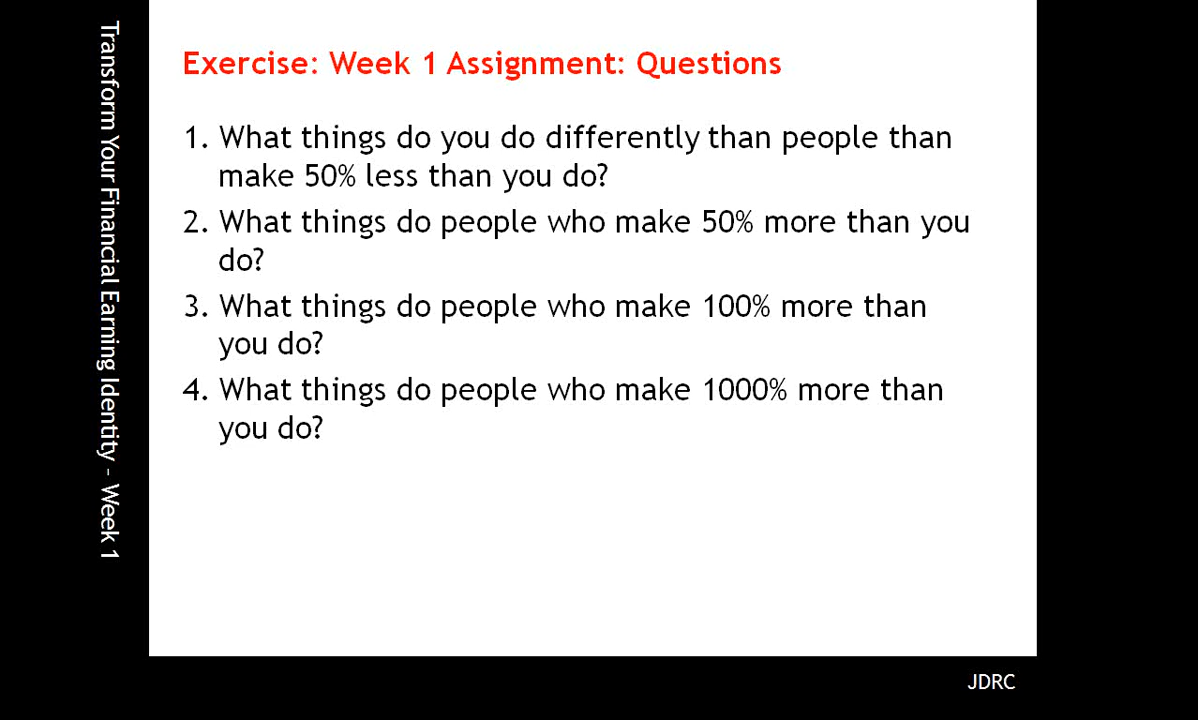 Transform Your Financial Earning Identity - Week 1
Exercise: Week 1 Assignment: Questions
1. What things do you do differently than people than
make 50% less than you do?
2. What things do people who make 50% more than you
do?
3. What things do people who make 100% more than
you do?
4. What things do people who make 1000% more than
you do?
JDRC